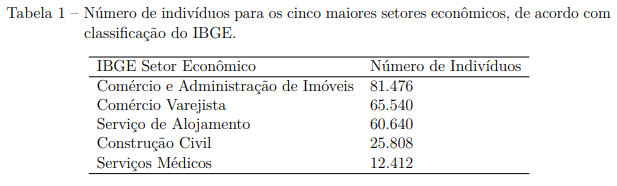 Tabela 1 – Número de indivíduos para os cinco maiores setores econômicos, de acordo com
classificação do IBGE.
IBGE Setor Econômico Número de Indivíduos
Comércio e Administração de Imóveis 81.476
Comércio Varejista 65.540
Serviço de Alojamento 60.640
Construção Civil 25.808
Serviços Médicos 12.412